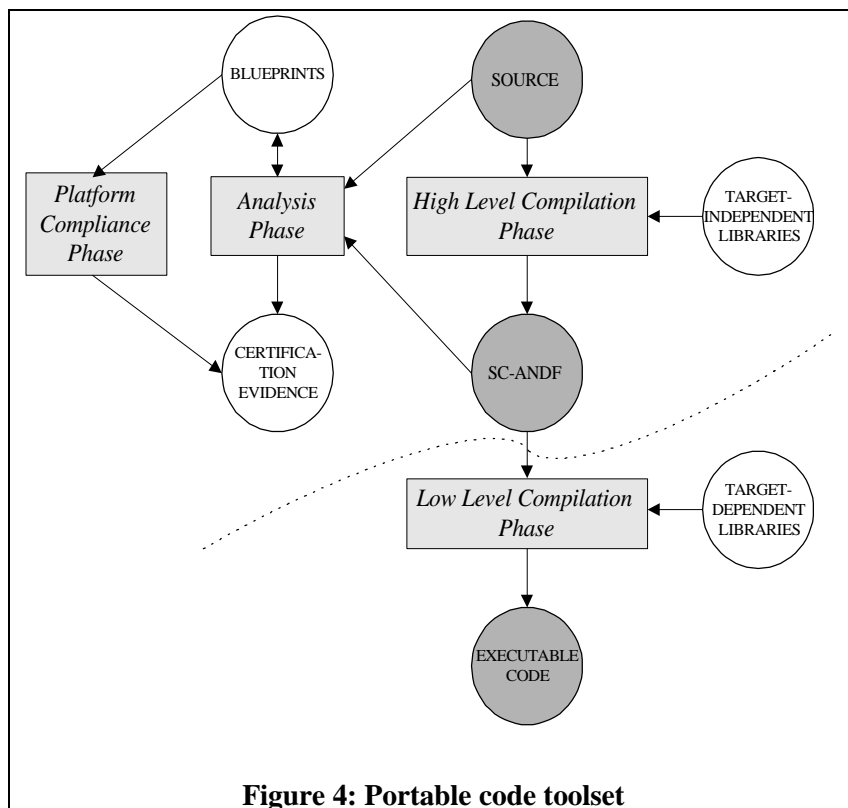 BLUEPRINTS
SOURCE
Platform
Compliance
Phase
Analysis
Phase
High Level Compilation
Phase
TARGET-
INDEPENDENT
LIBRARIES
CERTIFICA-
TION
EVIDENCE
SC-ANDF
Low Level Compilation
Phase
TARGET-
DEPENDENT
LIBRARIES
EXECUTABLE
CODE
Figure 4: Portable code toolset